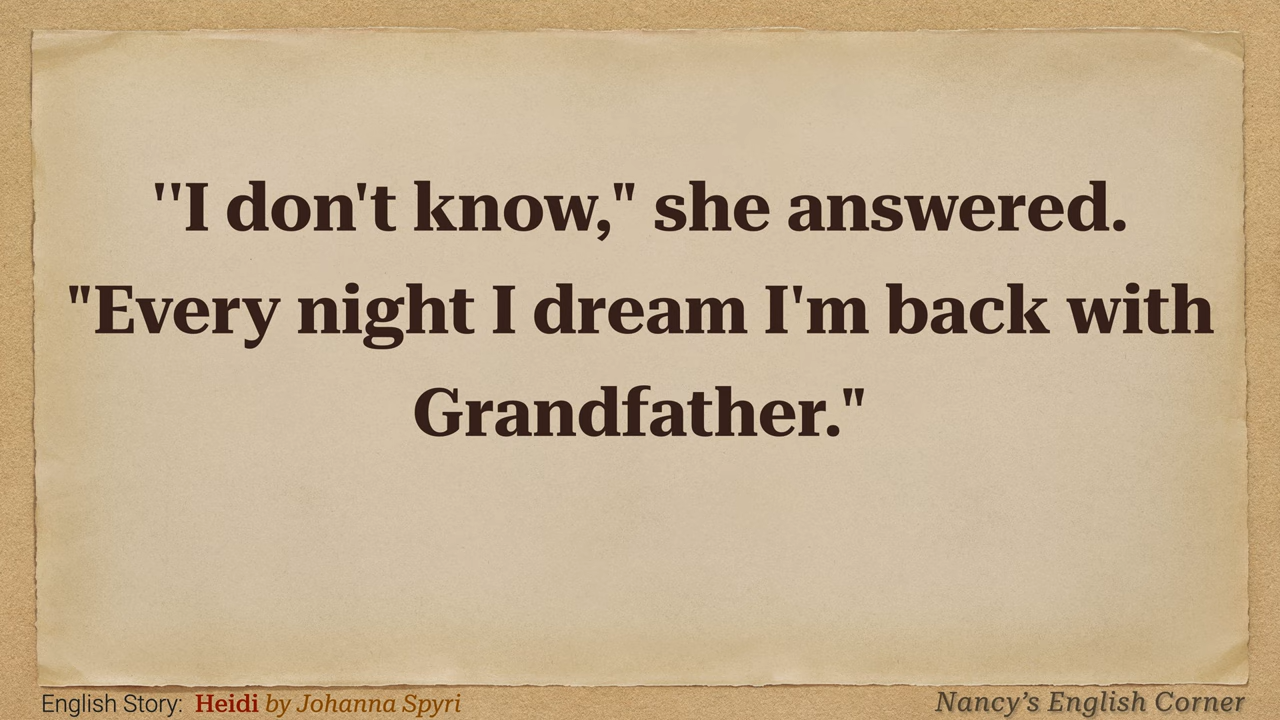 ''I don't know," she answered.
"Every night I dream I'm back with
Grandfather."
English Story: Heidi by Johanna Spyri
Nancy’s English Corner